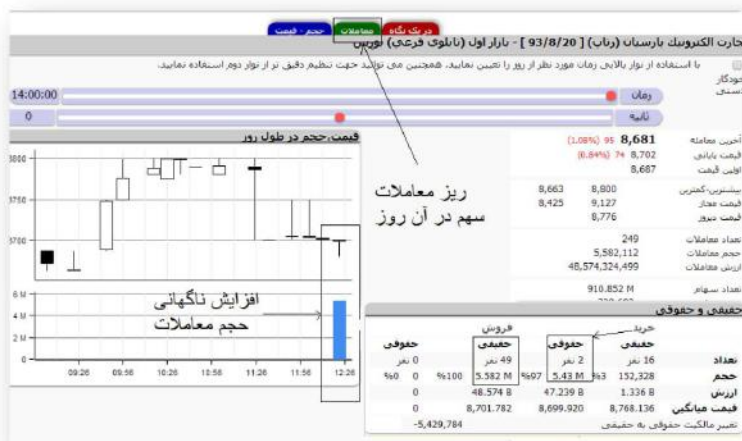 در یک نگاه معاملات حجم - قیمت
تجارت الکترونیک پارسیان (رتاپ) [ 93/8/20 ] - بازار اول (تابلوی فرعی) بورس
با استفاده از نوار بالایی زمان مورد نظر از روز را تعیین نمایید. همچنین می توانید جهت تنظیم دقیق تر از نوار دوم استفاده نمایید.
خودکار
دستی
زمان 14:00:00
ثانیه 0
آخرین معامله 8,681 95 (1.08%)
قیمت پایانی 8,702 74 (0.84%)
اولین قیمت 8,687
بیشترین-کمترین 8,800 8,663
قیمت مجاز 9,127 8,425
قیمت دیروز 8,776
تعداد معاملات 249
حجم معاملات 5,582,112
ارزش معاملات 48,574,324,499
تعداد سهام 910.852 M
قیمت,حجم در طول روز
ریز معاملات
سهم در آن روز
افزایش ناگهانی
حجم معاملات
6 M
4 M
2 M
0
09:26 09:56 10:26 10:56 11:26 11:56 12:26
حقیقی و حقوقی
خرید فروش
حقیقی حقوقی حقیقی حقوقی
تعداد 16 نفر 2 نفر 49 نفر 0 نفر
حجم 152,328 %3 5.43 M %97 5.582 M %100 0 %0
ارزش 1.336 B 47.239 B 48.574 B 0
قیمت میانگین 8,768.136 8,699.920 8,701.782 0
تغییر مالکیت حقوقی به حقیقی -5,429,784